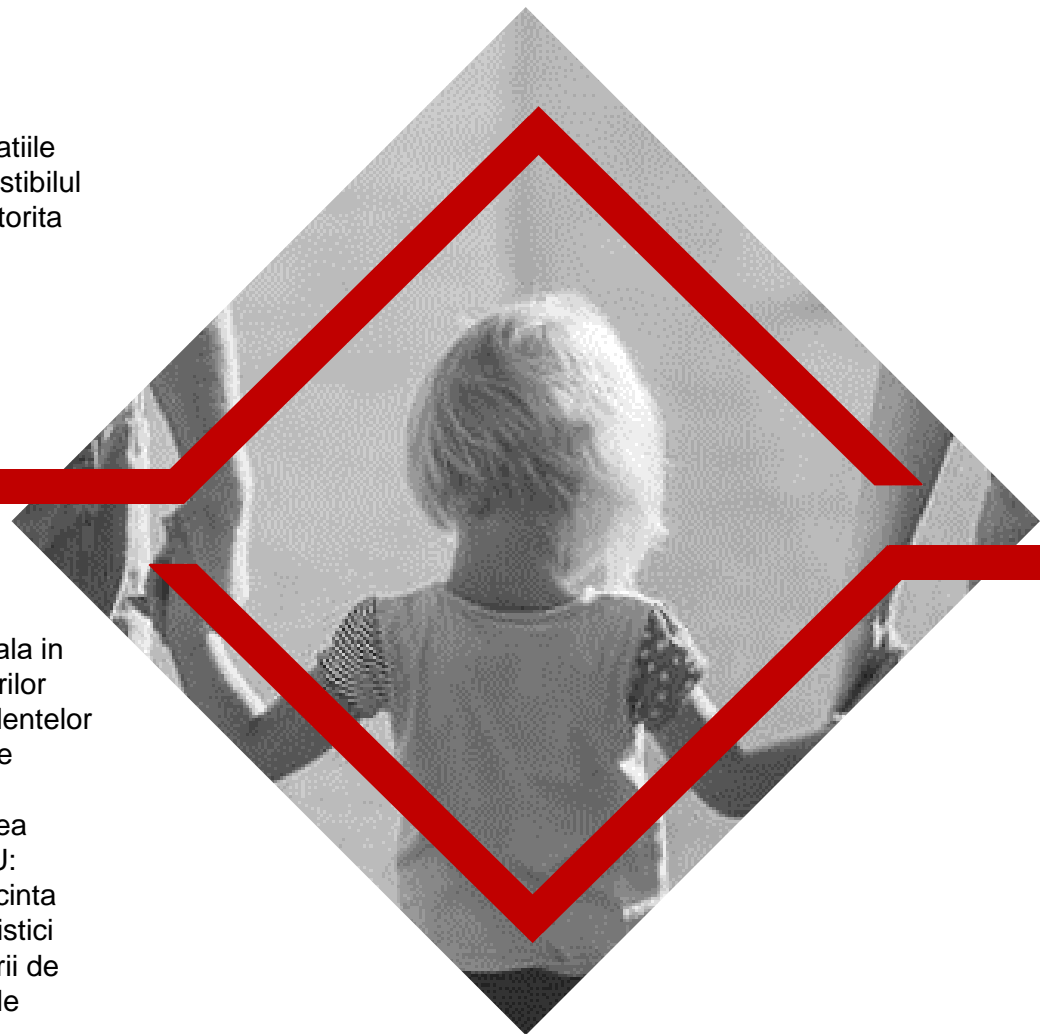 atiile
stibilul
torita
ala in
rilor
lentelor
e
ea
J:
cinta
istici
rii de
le